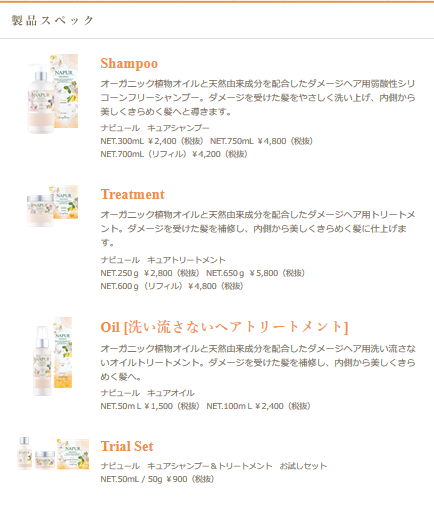 製品スペック
Shampoo
オーガニック植物オイルと天然由来成分を配合したダメージヘア用弱酸性シリ
コーンフリーシャンプー。ダメージを受けた髪をやさしく洗い上げ、内側から
美しくきらめく髪へと導きます。
ナピュール　キュアシャンプー
NET.300mL ￥2,400（税抜） NET.750mL ￥4,800（税抜）
NET.700mL（リフィル）￥4,200（税抜）
Treatment
オーガニック植物オイルと天然由来成分を配合したダメージヘア用トリートメ
ント。ダメージを受けた髪を補修し、内側から美しくきらめく髪に仕上げま
す。
ナピュール　キュアトリートメント
NET.250ｇ￥2,800（税抜） NET.650ｇ￥5,800（税抜）
NET.600ｇ（リフィル）￥4,800（税抜）
Oil [洗い流さないヘアトリートメント]
オーガニック植物オイルと天然由来成分を配合したダメージヘア用洗い流さな
いオイルトリートメント。ダメージを受けた髪を補修し、内側から美しくきら
めく髪へ。
ナピュール　キュアオイル
NET.50mＬ￥1,500（税抜） NET.100mＬ￥2,400（税抜）
Trial Set
ナピュール　キュアシャンプー＆トリートメント　お試しセット
NET.50mL / 50g ￥900（税抜）
NAPUR
NAPUR
NAPUR
NAPUR